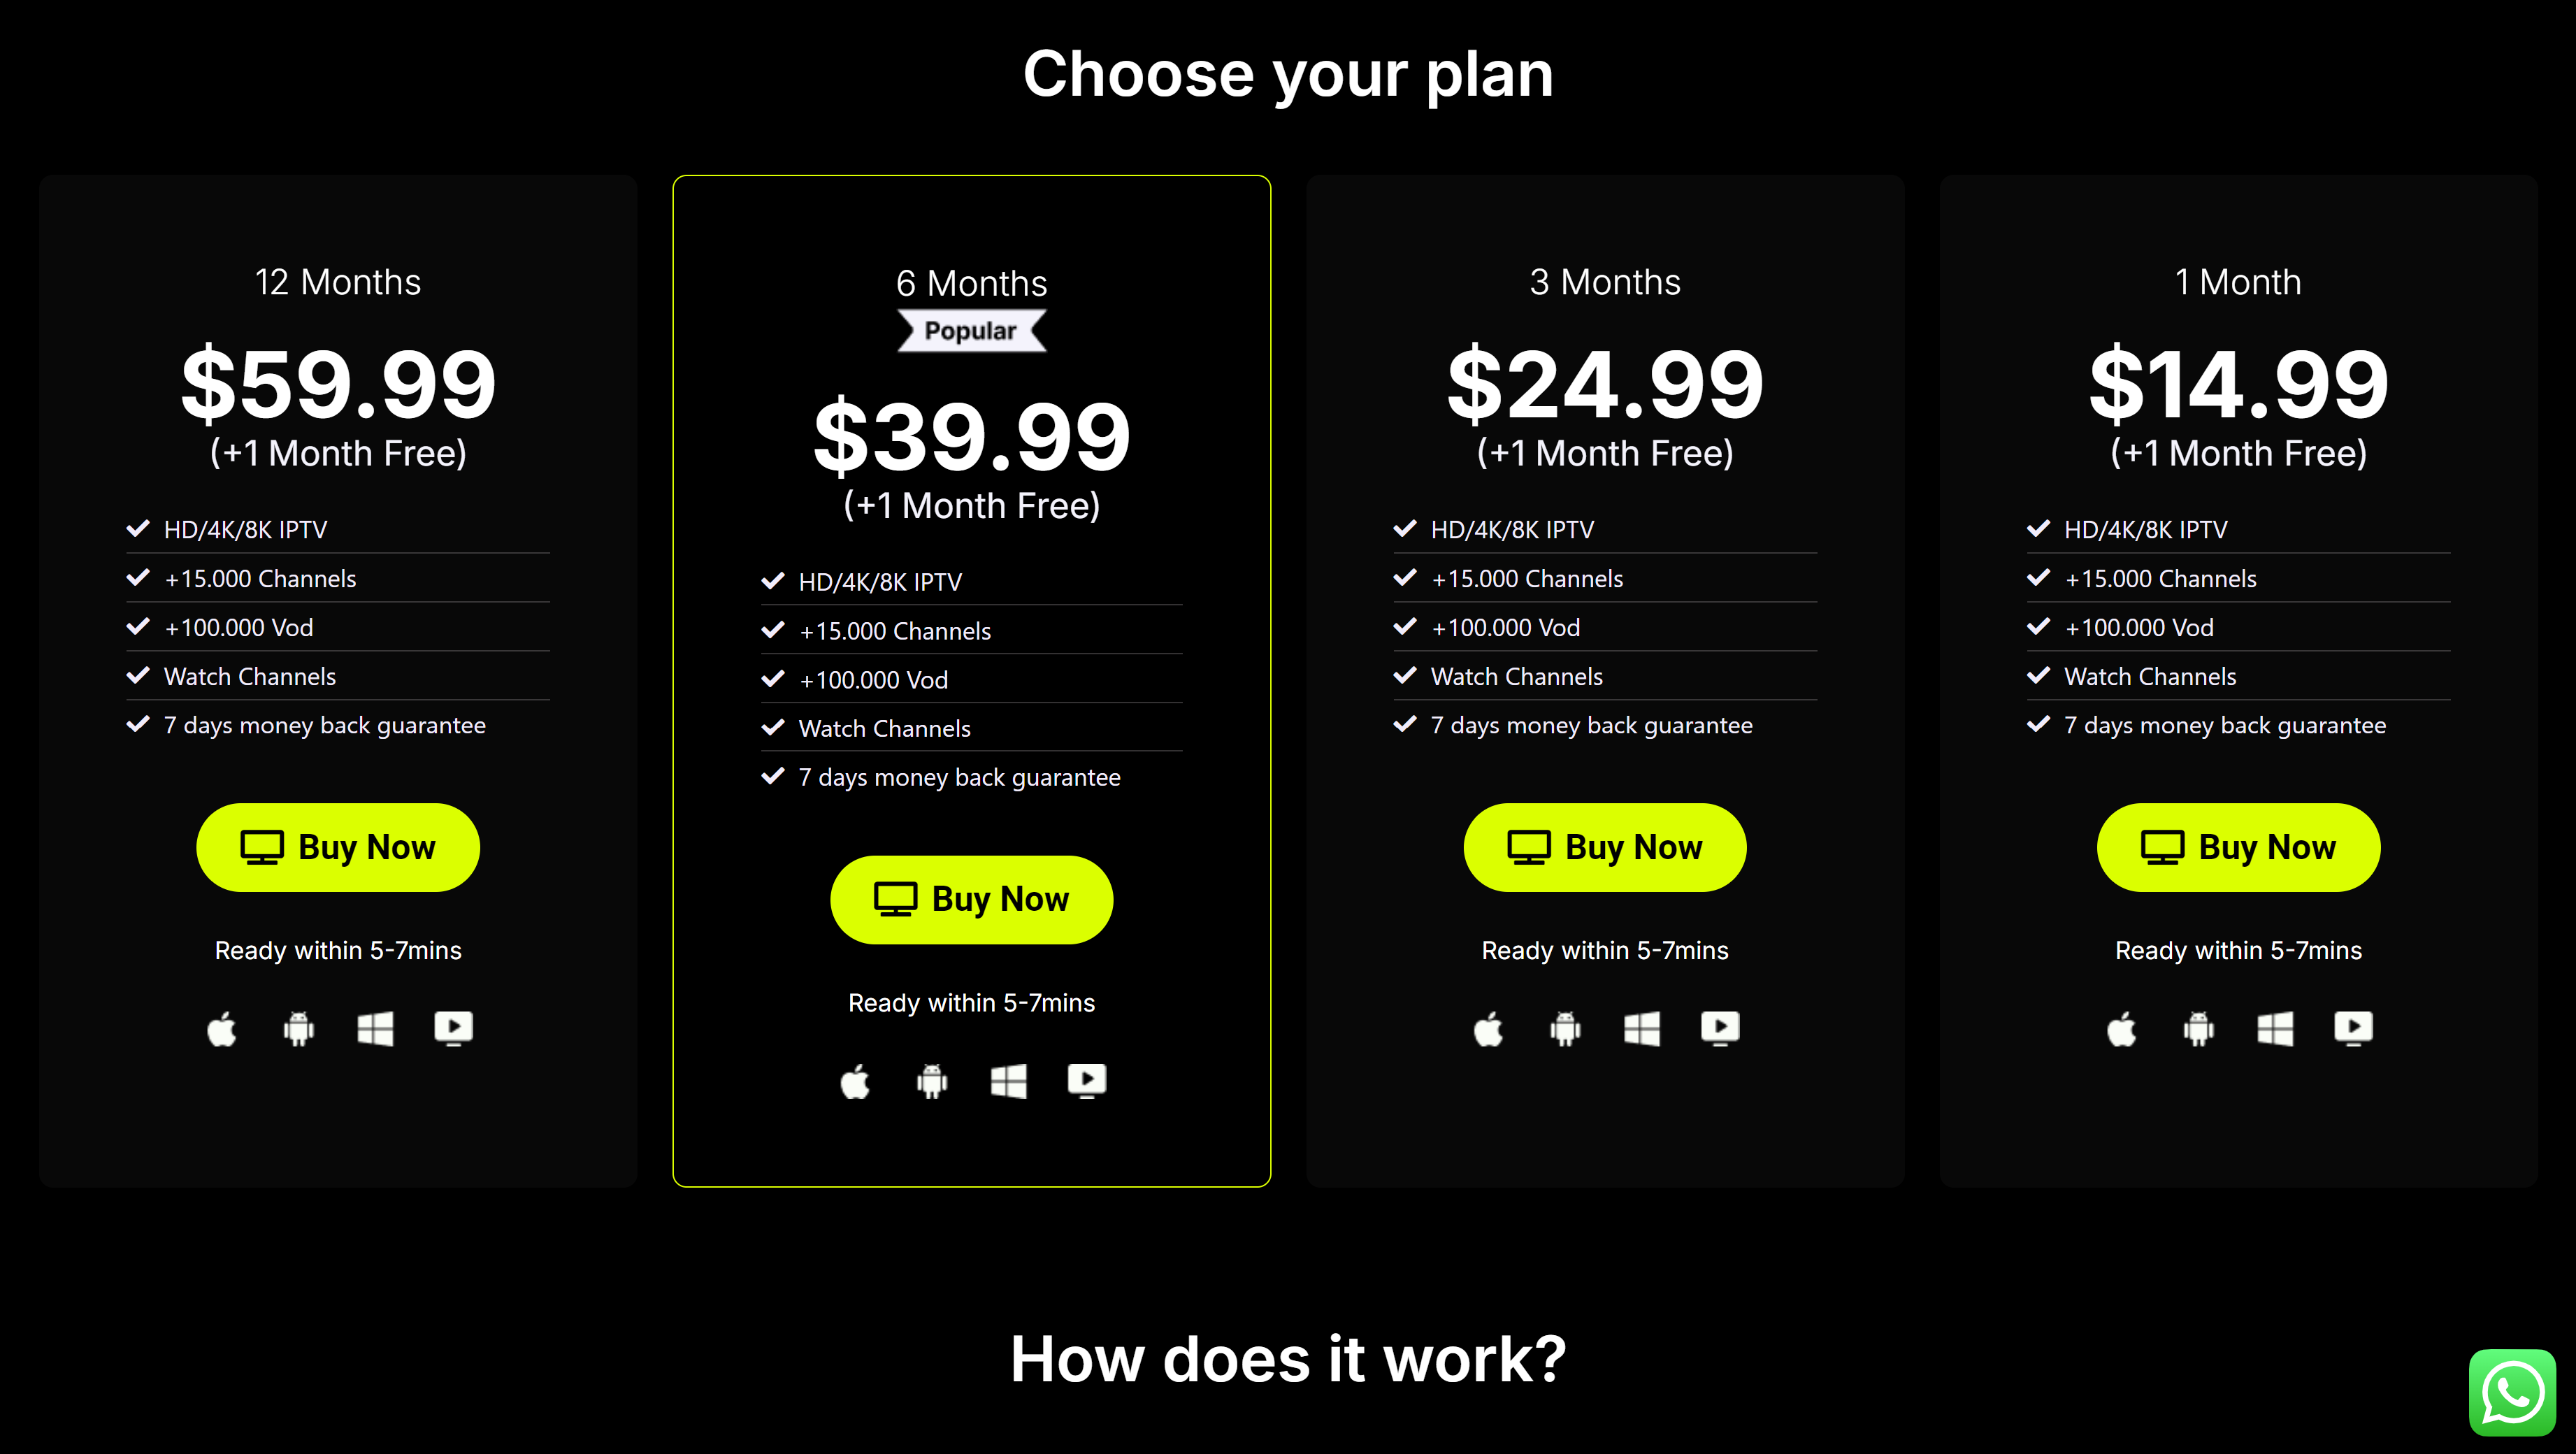 Choose your plan
12 Months
$59.99
(+1 Month Free)
HD/4K/8K IPTV
+15.000 Channels
+100.000 Vod
Watch Channels
7 days money back guarantee
Buy Now
Ready within 5-7mins
6 Months
Popular
$39.99
(+1 Month Free)
HD/4K/8K IPTV
+15.000 Channels
+100.000 Vod
Watch Channels
7 days money back guarantee
Buy Now
Ready within 5-7mins
3 Months
$24.99
(+1 Month Free)
HD/4K/8K IPTV
+15.000 Channels
+100.000 Vod
Watch Channels
7 days money back guarantee
Buy Now
Ready within 5-7mins
1 Month
$14.99
(+1 Month Free)
HD/4K/8K IPTV
+15.000 Channels
+100.000 Vod
Watch Channels
7 days money back guarantee
Buy Now
Ready within 5-7mins
How does it work?